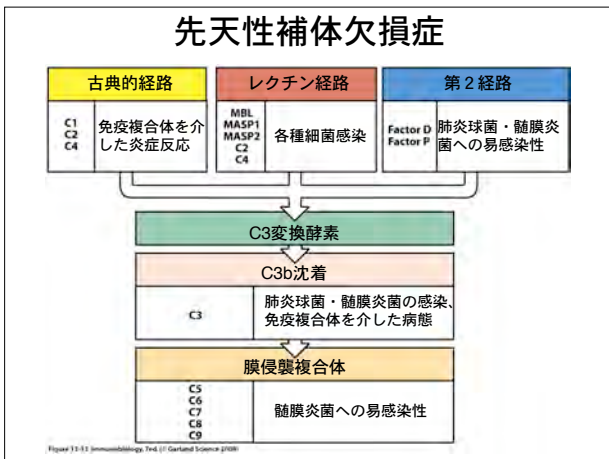 先天性補体欠損症
古典的経路
レクチン経路
第２経路
C1
C2
C4
免疫複合体を介
した炎症反応
MBL
MASP1
MASP2
C2
C4
各種細菌感染
Factor D
Factor P
肺炎球菌・髄膜炎
菌への易感染性
C3変換酵素
C3b沈着
C3
肺炎球菌・髄膜炎菌の感染、
免疫複合体を介した病態
膜侵襲複合体
C5
C6
C7
C8
C9
髄膜炎菌への易感染性
Immunobiology, 7ed. (© Garland Science 2008)